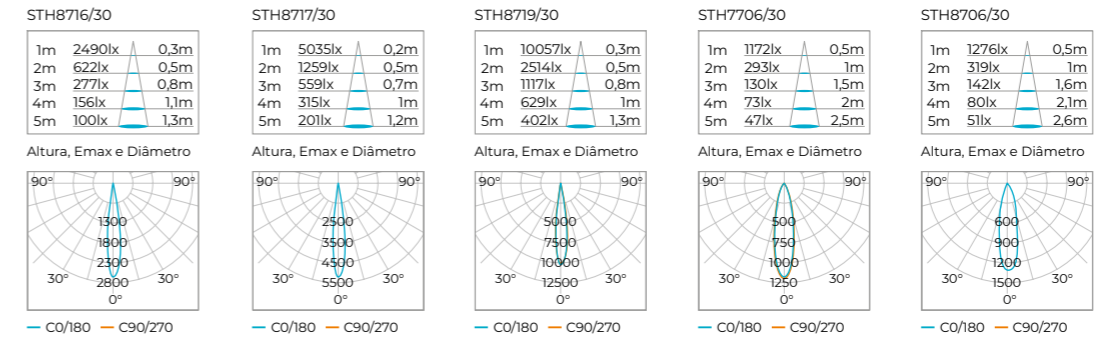 STH8716/30
1m 2490lx 0,3m
2m 622lx 0,5m
3m 277lx 0,8m
4m 156lx 1,1m
5m 100lx 1,3m
Altura, Emax e Diâmetro
90° 90°
1300
1800
2300
30° 2800 30°
0°
C0/180 C90/270
STH8717/30
1m 5035lx 0,2m
2m 1259lx 0,5m
3m 559lx 0,7m
4m 315lx 1m
5m 201lx 1,2m
Altura, Emax e Diâmetro
90° 90°
2500
3500
4500
30° 5500 30°
0°
C0/180 C90/270
STH8719/30
1m 10057lx 0,3m
2m 2514lx 0,5m
3m 1117lx 0,8m
4m 629lx 1m
5m 402lx 1,3m
Altura, Emax e Diâmetro
90° 90°
5000
7500
10000
30° 12500 30°
0°
C0/180 C90/270
STH7706/30
1m 1172lx 0,5m
2m 293lx 1m
3m 130lx 1,5m
4m 73lx 2m
5m 47lx 2,5m
Altura, Emax e Diâmetro
90° 90°
500
750
1000
30° 1250 30°
0°
C0/180 C90/270
STH8706/30
1m 1276lx 0,5m
2m 319lx 1m
3m 142lx 1,6m
4m 80lx 2,1m
5m 51lx 2,6m
Altura, Emax e Diâmetro
90° 90°
600
900
1200
30° 1500 30°
0°
C0/180 C90/270